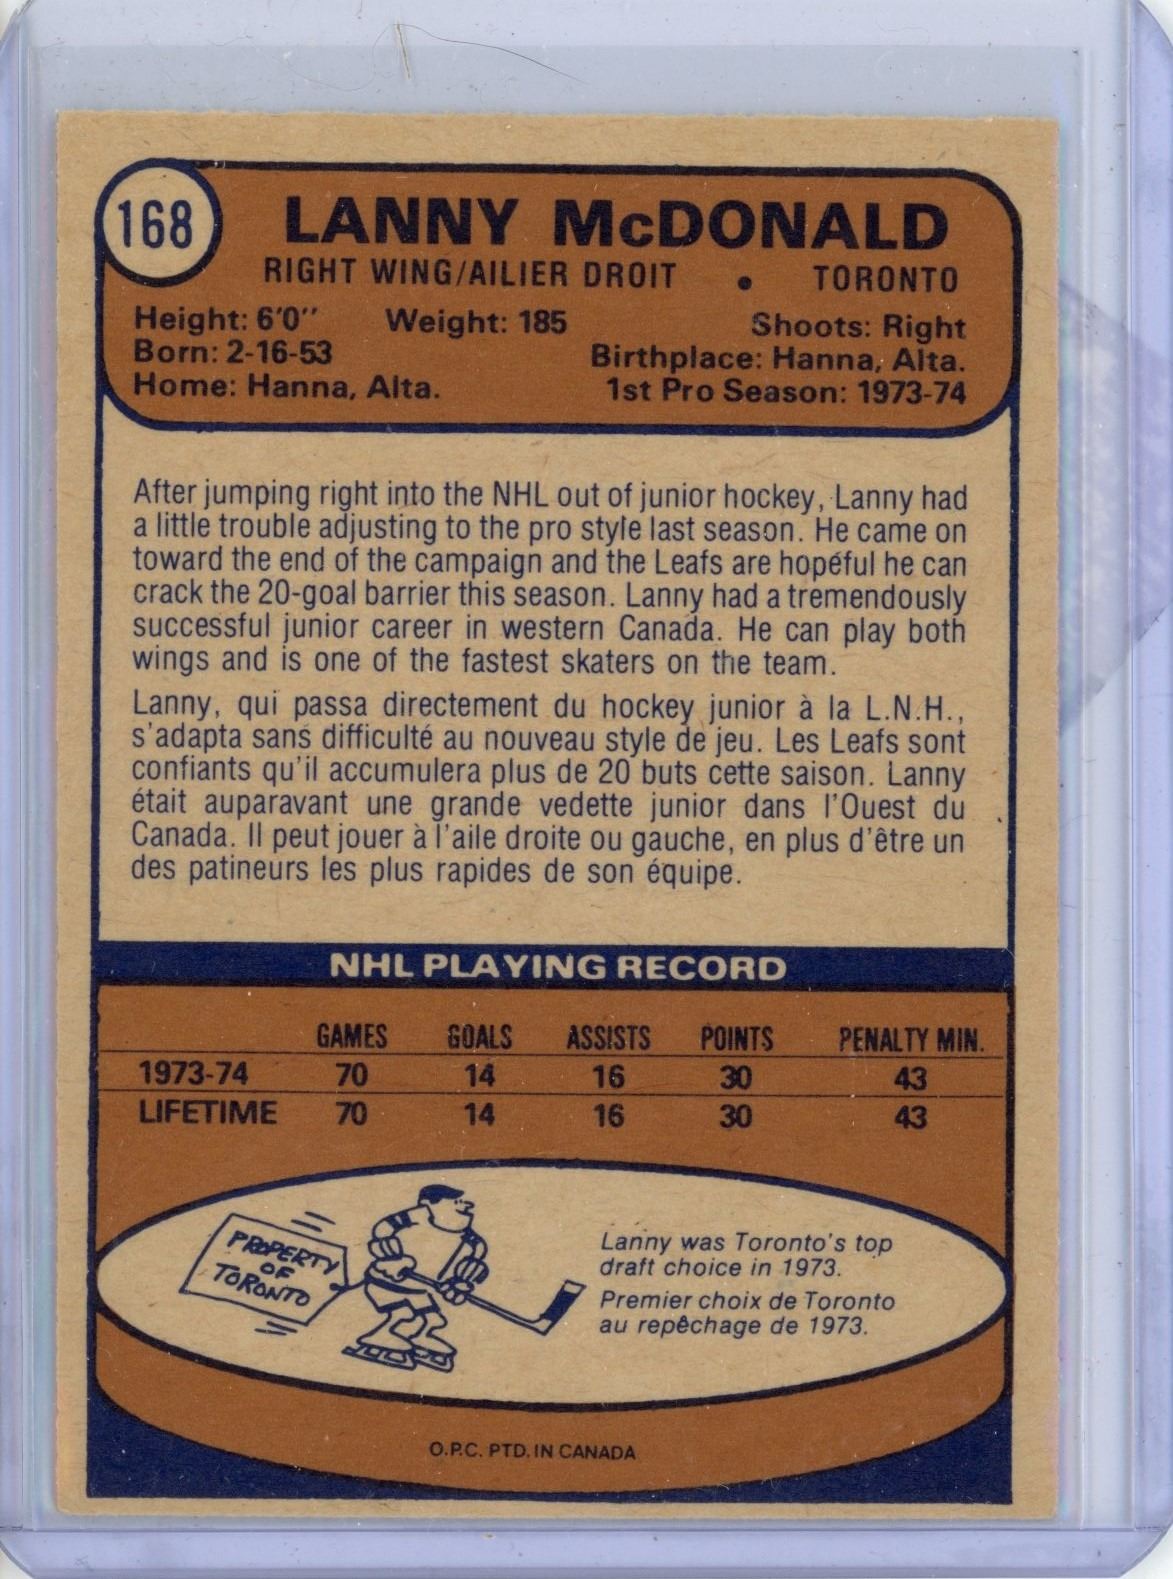 168
LANNY McDONALD
RIGHT WING/AILIER DROIT • TORONTO
Height: 6'0" Weight: 185 Shoots: Right
Born: 2-16-53 Birthplace: Hanna, Alta.
Home: Hanna, Alta. 1st Pro Season: 1973-74
After jumping right into the NHL out of junior hockey, Lanny had
a little trouble adjusting to the pro style last season. He came on
toward the end of the campaign and the Leafs are hopeful he can
crack the 20-goal barrier this season. Lanny had a tremendously
successful junior career in western Canada. He can play both
wings and is one of the fastest skaters on the team.
Lanny, qui passa directement du hockey junior à la L.N.H.,
s'adapta sans difficulté au nouveau style de jeu. Les Leafs sont
confiants qu'il accumulera plus de 20 buts cette saison. Lanny
était auparavant une grande vedette junior dans l'Ouest du
Canada. Il peut jouer à l'aile droite ou gauche, en plus d'être un
des patineurs les plus rapides de son équipe.
NHL PLAYING RECORD
GAMES GOALS ASSISTS POINTS PENALTY MIN.
1973-74 70 14 16 30 43
LIFETIME 70 14 16 30 43
PROPERTY
OF
TORONTO
Lanny was Toronto's top
draft choice in 1973.
Premier choix de Toronto
au repêchage de 1973.
O.P.C. PTD. IN CANADA